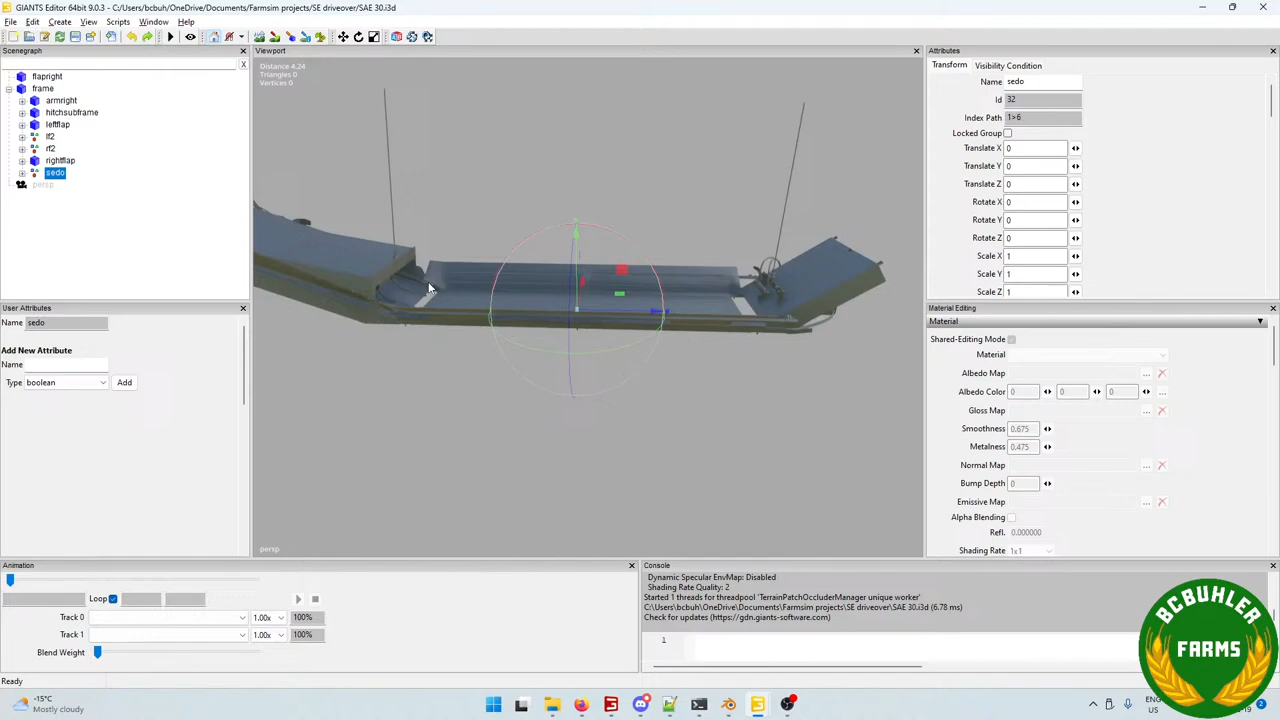 GIANTS Editor 64bit 9.0.3 - C:/Users/bcbuh/OneDrive/Documents/Farmsim projects/SE driveover/SAE 30.i3d
File Edit Create View Scripts Window Help
Scenegraph
X
flapright
frame
armright
hitchsubframe
leftflap
lf2
rf2
rightflap
sedo
persp
User Attributes
Name sedo
Add New Attribute
Name
Type boolean Add
Viewport
Distance 4.24
Triangles 0
Vertices 0
persp
Attributes
Transform Visibility Condition
Name sedo
Id 32
Index Path 1>6
Locked Group
Translate X 0
Translate Y 0
Translate Z 0
Rotate X 0
Rotate Y 0
Rotate Z 0
Scale X 1
Scale Y 1
Scale Z 1
Material Editing
Material
Shared-Editing Mode
Material
Albedo Map ...
Albedo Color 0 0 0 ...
Gloss Map ...
Smoothness 0.675
Metalness 0.475
Normal Map ...
Bump Depth 0
Emissive Map ...
Alpha Blending
Refl. 0.000000
Shading Rate 1x1
Animation
Loop
Track 0 1.00x 100%
Track 1 1.00x 100%
Blend Weight
Console
Dynamic Specular EnvMap: Disabled
Shading Rate Quality: 2
Started 1 threads for threadpool 'TerrainPatchOccluderManager unique worker'
C:/Users/bcbuh/OneDrive/Documents/Farmsim projects/SE driveover/SAE 30.i3d (6.78 ms)
Check for updates (https://gdn.giants-software.com)
1
Ready
-15°C
Mostly cloudy
ENG
US
BCBUHLER
FARMS